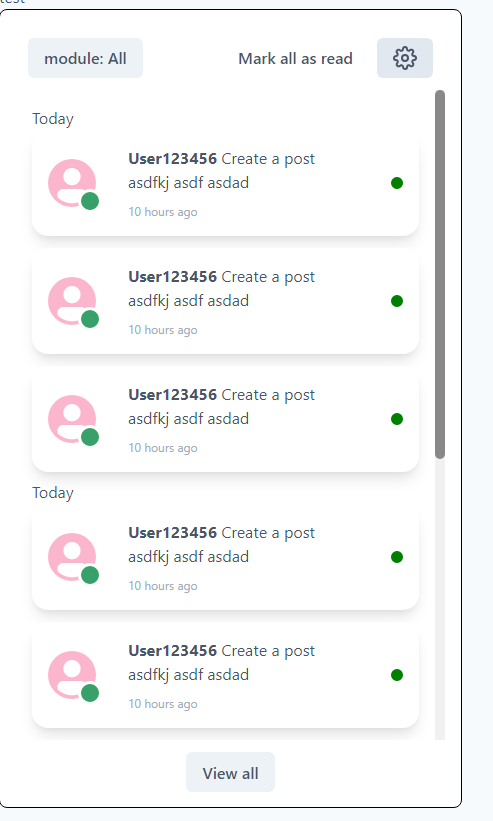 test
module: All
Mark all as read
Today
User123456 Create a post
asdfkj asdf asdad
10 hours ago
User123456 Create a post
asdfkj asdf asdad
10 hours ago
User123456 Create a post
asdfkj asdf asdad
10 hours ago
Today
User123456 Create a post
asdfkj asdf asdad
10 hours ago
User123456 Create a post
asdfkj asdf asdad
10 hours ago
View all